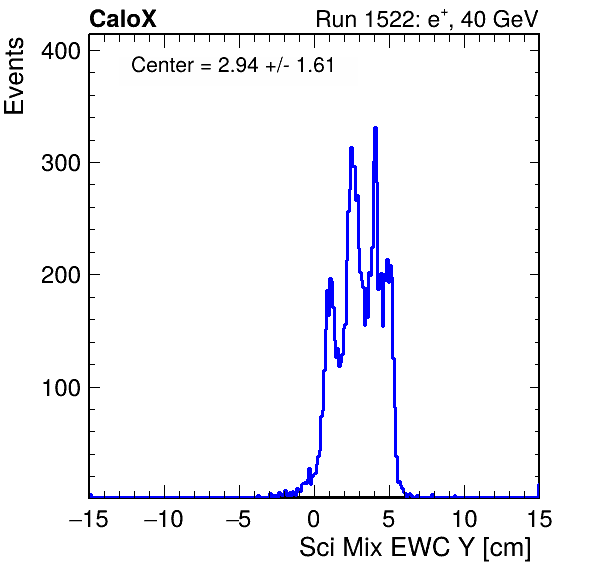 CaloX Run 1522: e⁺, 40 GeV
Center = 2.94 +/- 1.61
Events
400
300
200
100
−15 −10 −5 0 5 10 15
Sci Mix EWC Y [cm]